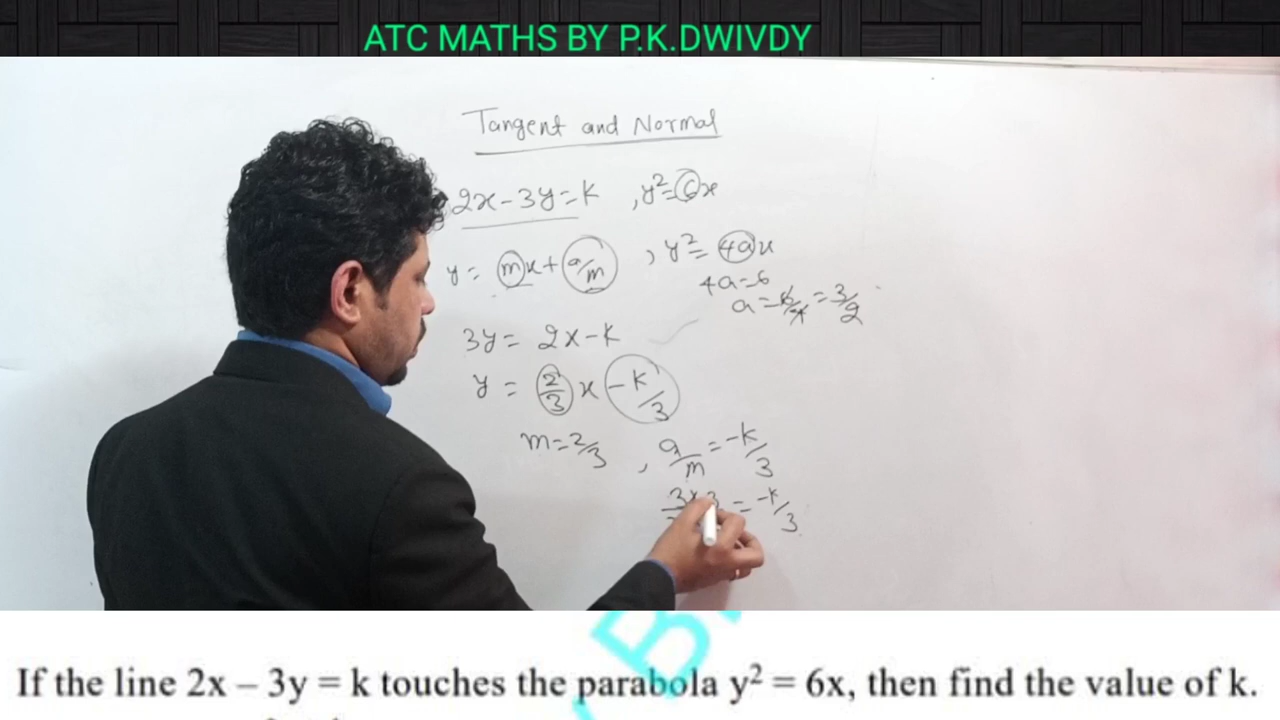 ATC MATHS BY P.K.DWIVDY
Tangent and Normal
2x-3y=k , y²=6x
y= mx+a/m , y²=4ax
4a=6
a=6/4=3/2
3y= 2x-k
y = 2/3 x -k/3
m=2/3 , a/m=-k/3
3×3 = -k/3
If the line 2x – 3y = k touches the parabola y² = 6x, then find the value of k.